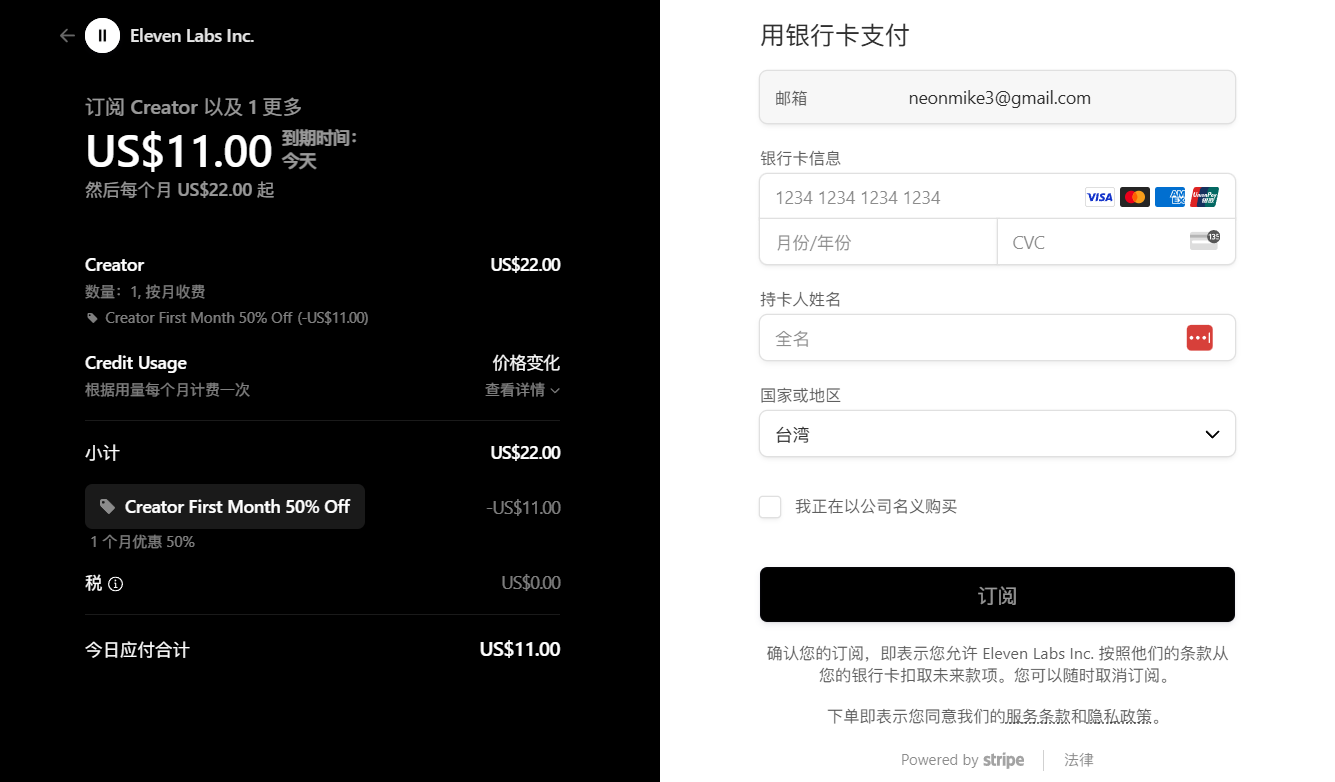 Eleven Labs Inc.
订阅 Creator 以及 1 更多
US$11.00 到期时间：今天
然后每个月 US$22.00 起
Creator US$22.00
数量：1, 按月收费
Creator First Month 50% Off (-US$11.00)
Credit Usage 价格变化
根据用量每个月计费一次 查看详情
小计 US$22.00
Creator First Month 50% Off -US$11.00
1 个月优惠 50%
税 US$0.00
今日应付合计 US$11.00
用银行卡支付
邮箱 neonmike3@gmail.com
银行卡信息
1234 1234 1234 1234 VISA AMEX UnionPay 银联
月份/年份 CVC 135
持卡人姓名
全名
国家或地区
台湾
我正在以公司名义购买
订阅
确认您的订阅，即表示您允许 Eleven Labs Inc. 按照他们的条款从
您的银行卡扣取未来款项。您可以随时取消订阅。
下单即表示您同意我们的服务条款和隐私政策。
Powered by stripe 法律